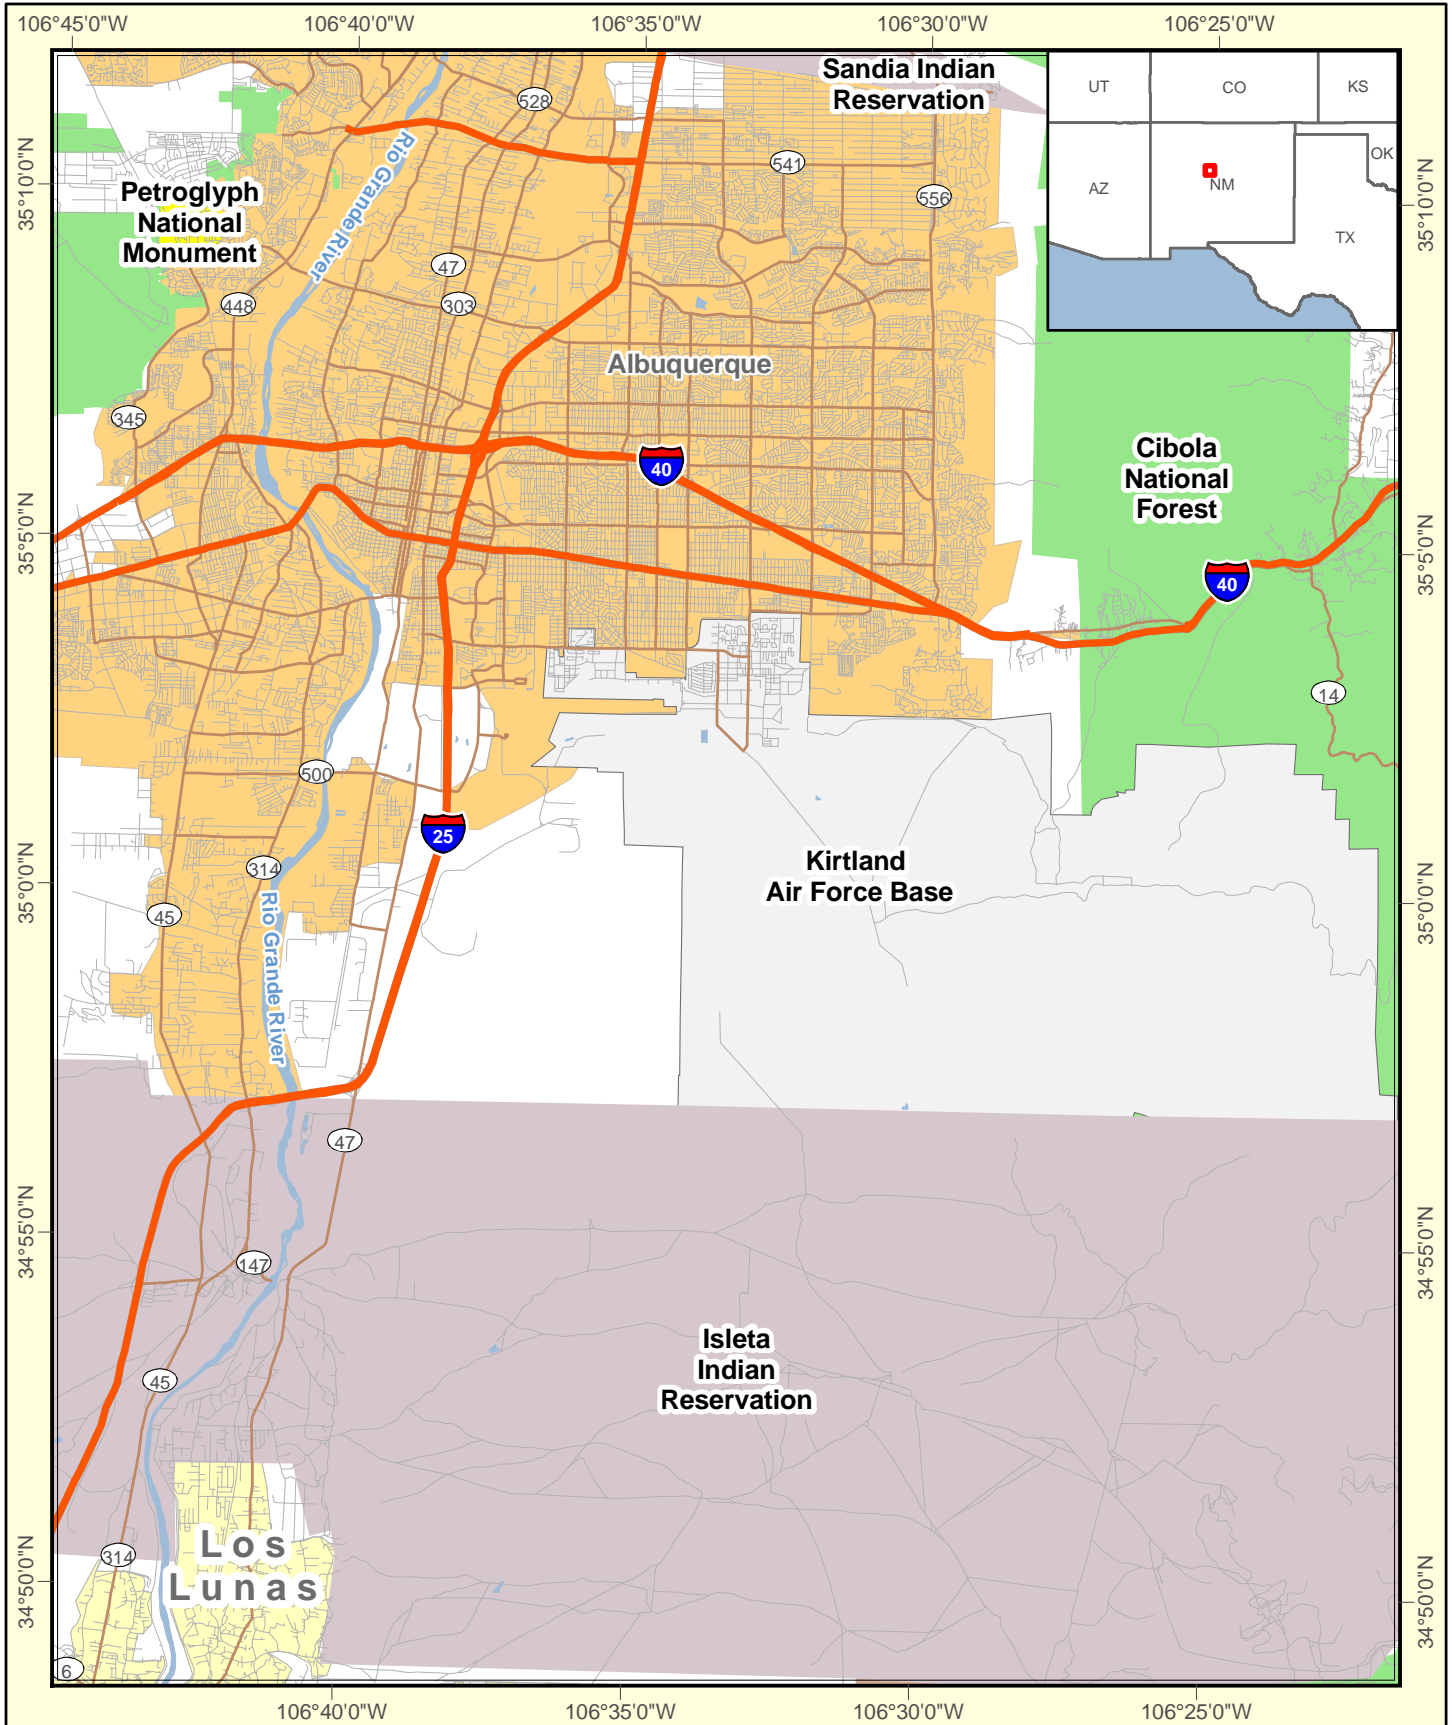 106°45'0"W
106°40'0"W
106°35'0"W
106°30'0"W
106°25'0"W
Sandia Indian
Reservation
UT
CO
KS
OK
AZ
NM
TX
528
541
556
35°10'0"N
35°10'0"N
Petroglyph
National
Monument
Rio Grande River
47
303
448
Albuquerque
345
40
Cibola
National
Forest
35°5'0"N
35°5'0"N
40
14
500
25
314
Kirtland
Air Force Base
35°0'0"N
35°0'0"N
45
Rio Grande River
47
34°55'0"N
34°55'0"N
147
Isleta
Indian
Reservation
45
Los
Lunas
314
34°50'0"N
34°50'0"N
6
106°40'0"W
106°35'0"W
106°30'0"W
106°25'0"W